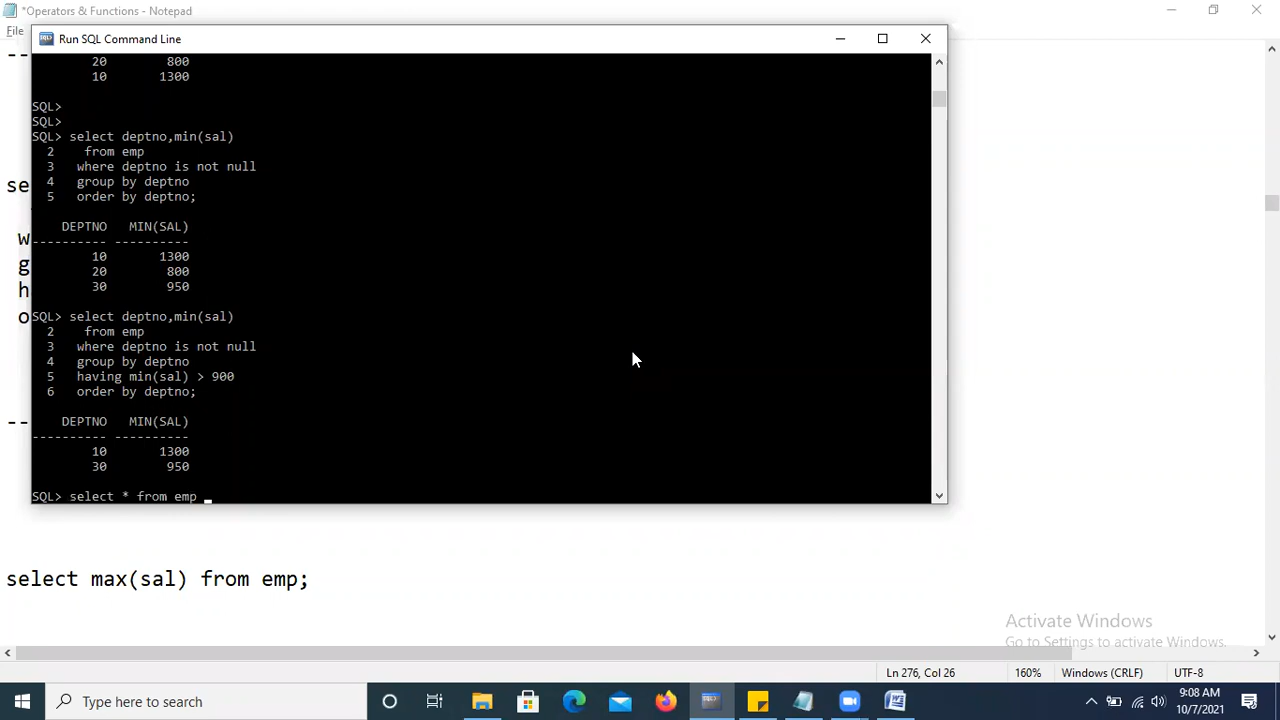 *Operators & Functions - Notepad
File
Run SQL Command Line
--
20 800
10 1300
SQL>
SQL>
SQL> select deptno,min(sal)
2 from emp
3 where deptno is not null
4 group by deptno
5 order by deptno;
se
w
g
h
o
DEPTNO MIN(SAL)
---------- ----------
10 1300
20 800
30 950
SQL> select deptno,min(sal)
2 from emp
3 where deptno is not null
4 group by deptno
5 having min(sal) > 900
6 order by deptno;
--
DEPTNO MIN(SAL)
---------- ----------
10 1300
30 950
SQL> select * from emp _
select max(sal) from emp;
Activate Windows
Go to Settings to activate Windows.
Ln 276, Col 26 160% Windows (CRLF) UTF-8
Type here to search
9:08 AM
10/7/2021